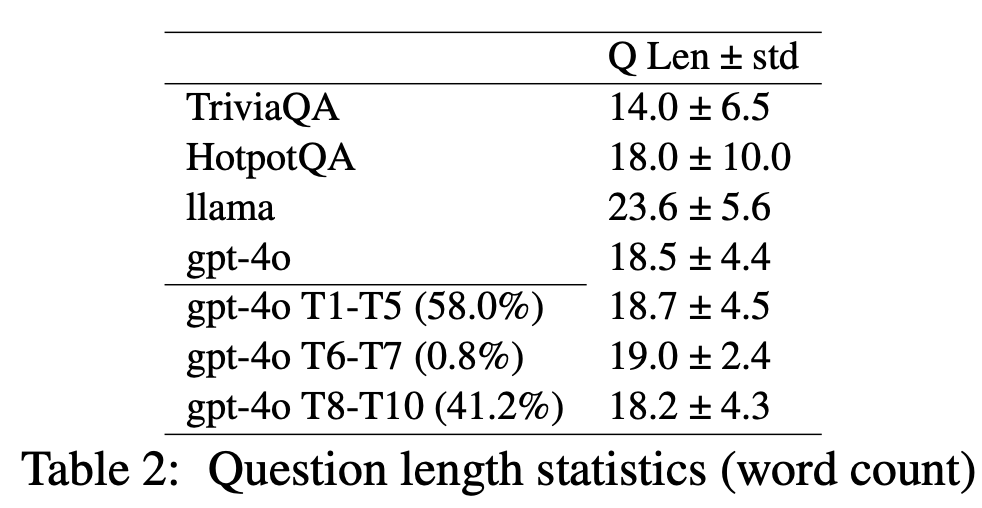 Q Len ± std
TriviaQA 14.0 ± 6.5
HotpotQA 18.0 ± 10.0
llama 23.6 ± 5.6
gpt-4o 18.5 ± 4.4
gpt-4o T1-T5 (58.0%) 18.7 ± 4.5
gpt-4o T6-T7 (0.8%) 19.0 ± 2.4
gpt-4o T8-T10 (41.2%) 18.2 ± 4.3
Table 2: Question length statistics (word count)